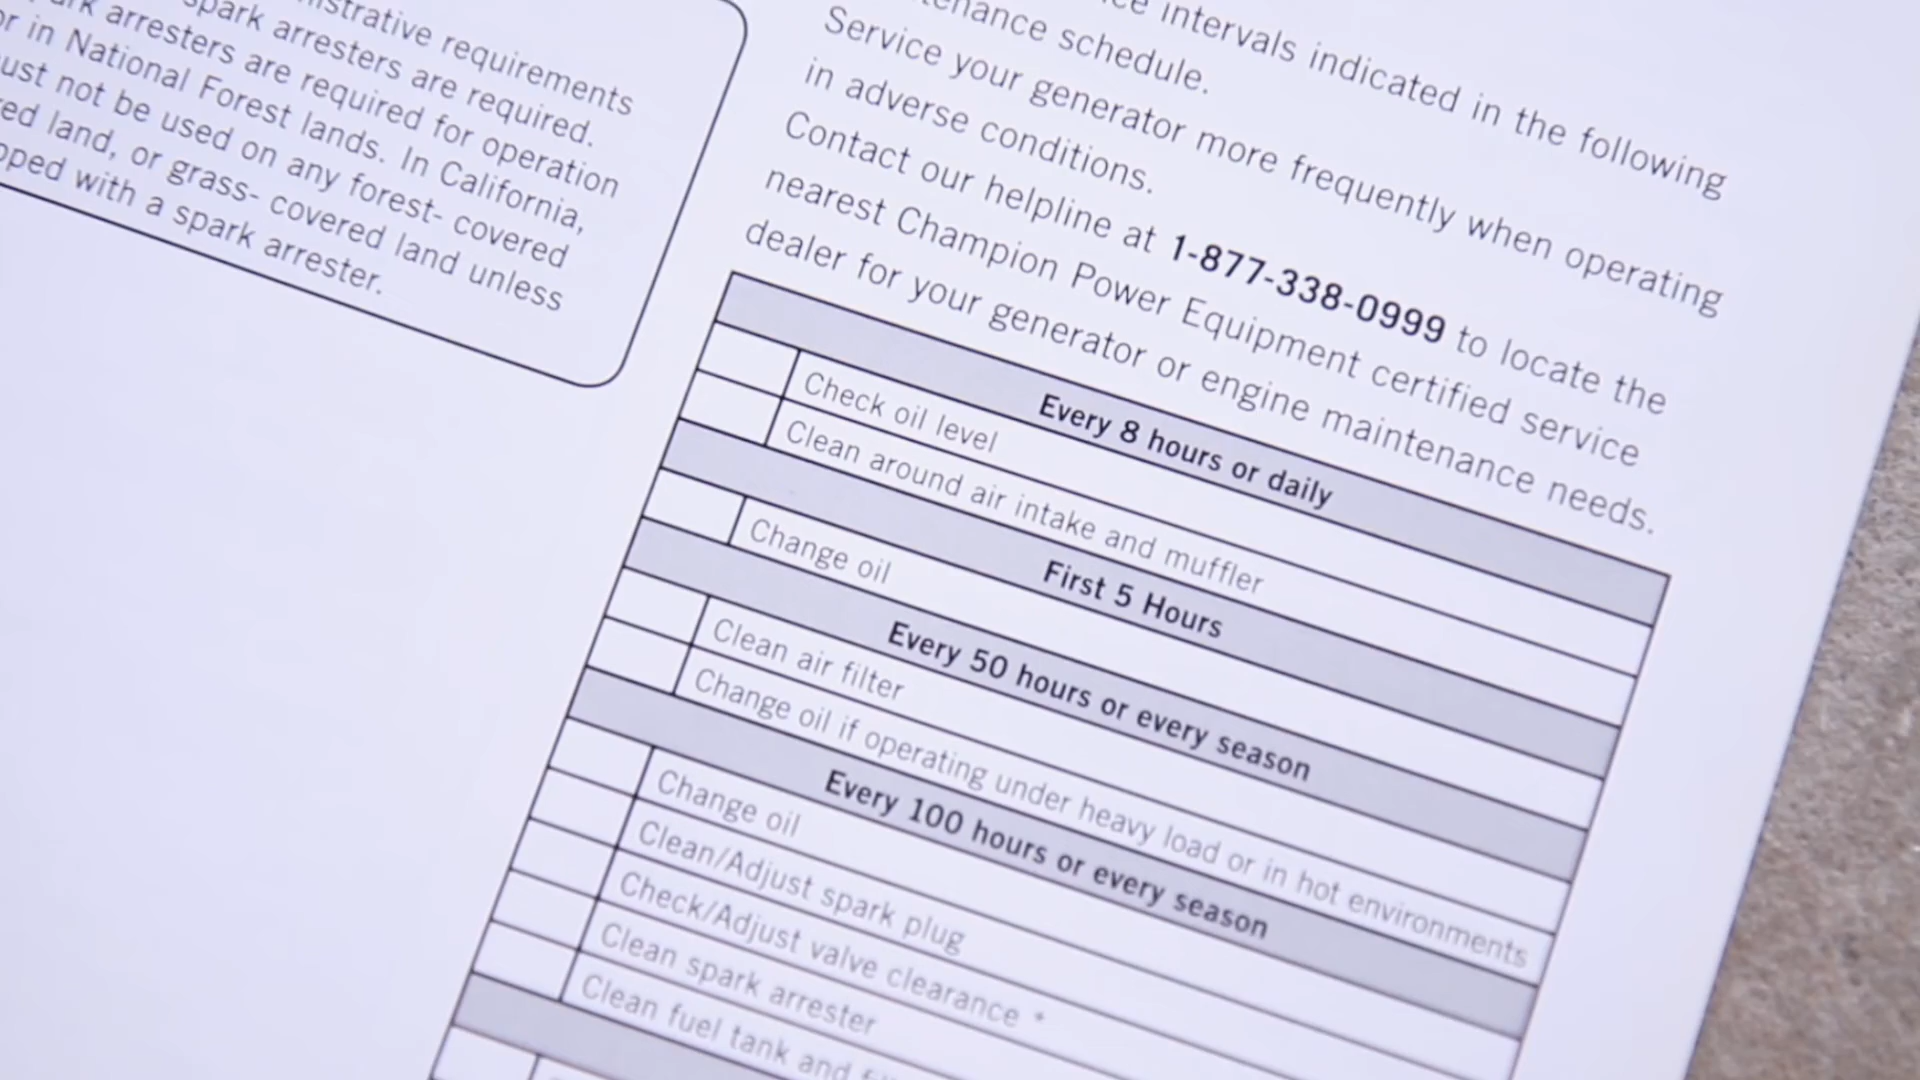 requirements
spark arresters are required.
arresters are required for operation
or in National Forest lands. In California,
must not be used on any forest- covered
land, or grass- covered land unless
with a spark arrester.
intervals indicated in the following
schedule.
Service your generator more frequently when operating
in adverse conditions.
Contact our helpline at 1-877-338-0999 to locate the
nearest Champion Power Equipment certified service
dealer for your generator or engine maintenance needs.
Every 8 hours or daily
Check oil level
Clean around air intake and muffler
First 5 Hours
Change oil
Every 50 hours or every season
Clean air filter
Change oil if operating under heavy load or in hot environments
Every 100 hours or every season
Change oil
Clean/Adjust spark plug
Check/Adjust valve clearance *
Clean spark arrester
Clean fuel tank and